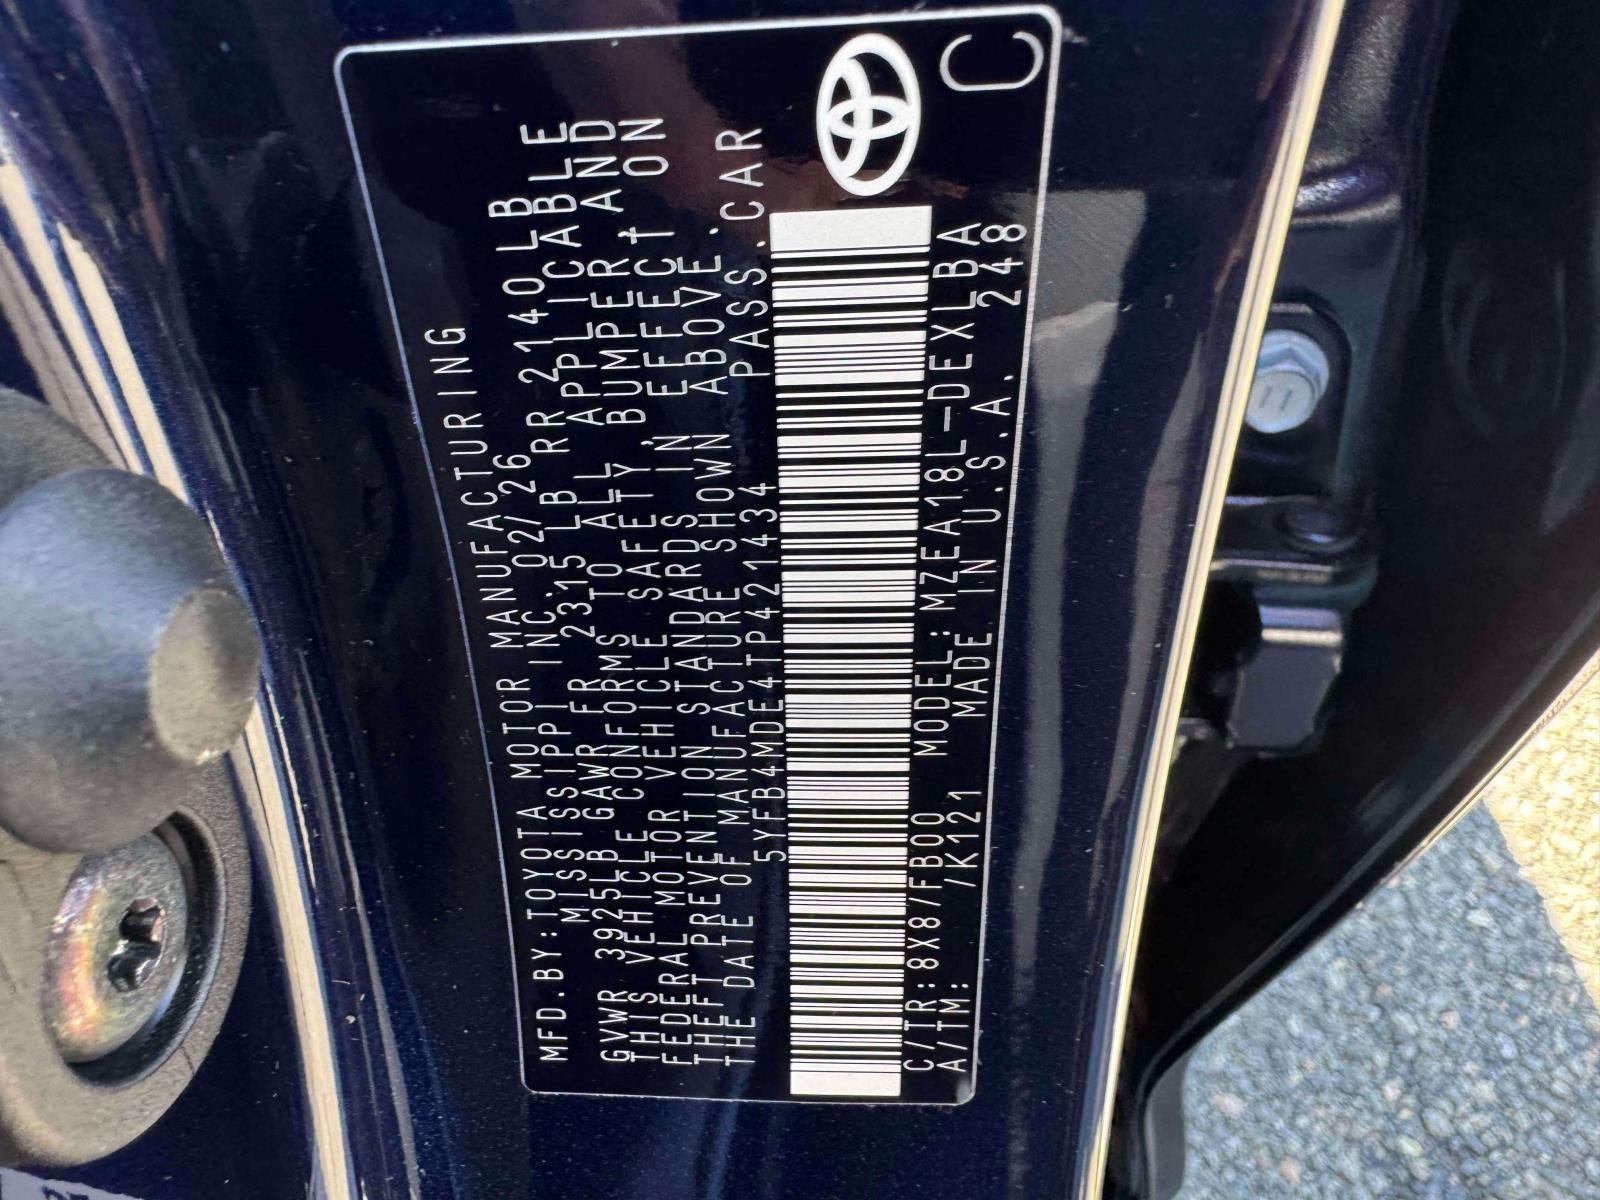 MFD.BY:TOYOTA MOTOR MANUFACTURING
MISSISSIPPI INC. 02/26
GVWR 3925LB GAWR FR 2315 LB RR 2140LB
THIS VEHICLE CONFORMS TO ALL APPLICABLE
FEDERAL MOTOR VEHICLE SAFETY, BUMPER, AND
THEFT PREVENTION STANDARDS IN EFFECT ON
THE DATE OF MANUFACTURE SHOWN ABOVE.
5YFB4MDE4TP421434 PASS.CAR
C/TR:8X8/FB00 MODEL:MZEA18L-DEXLBA
A/TM: /K121 MADE IN U.S.A. 248
C